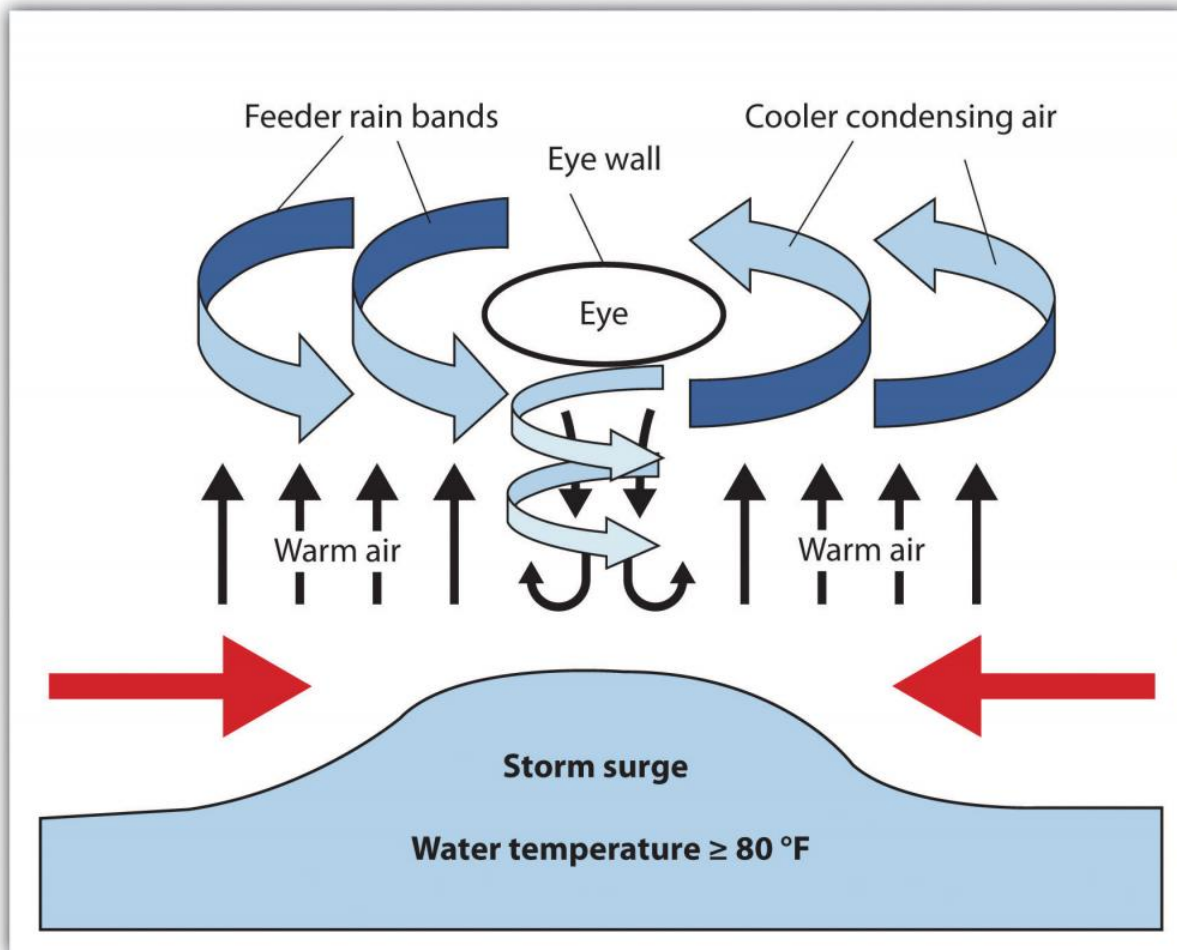 Feeder rain bands
Cooler condensing air
Eye wall
Eye
Warm air
Warm air
Storm surge
Water temperature ≥ 80 °F